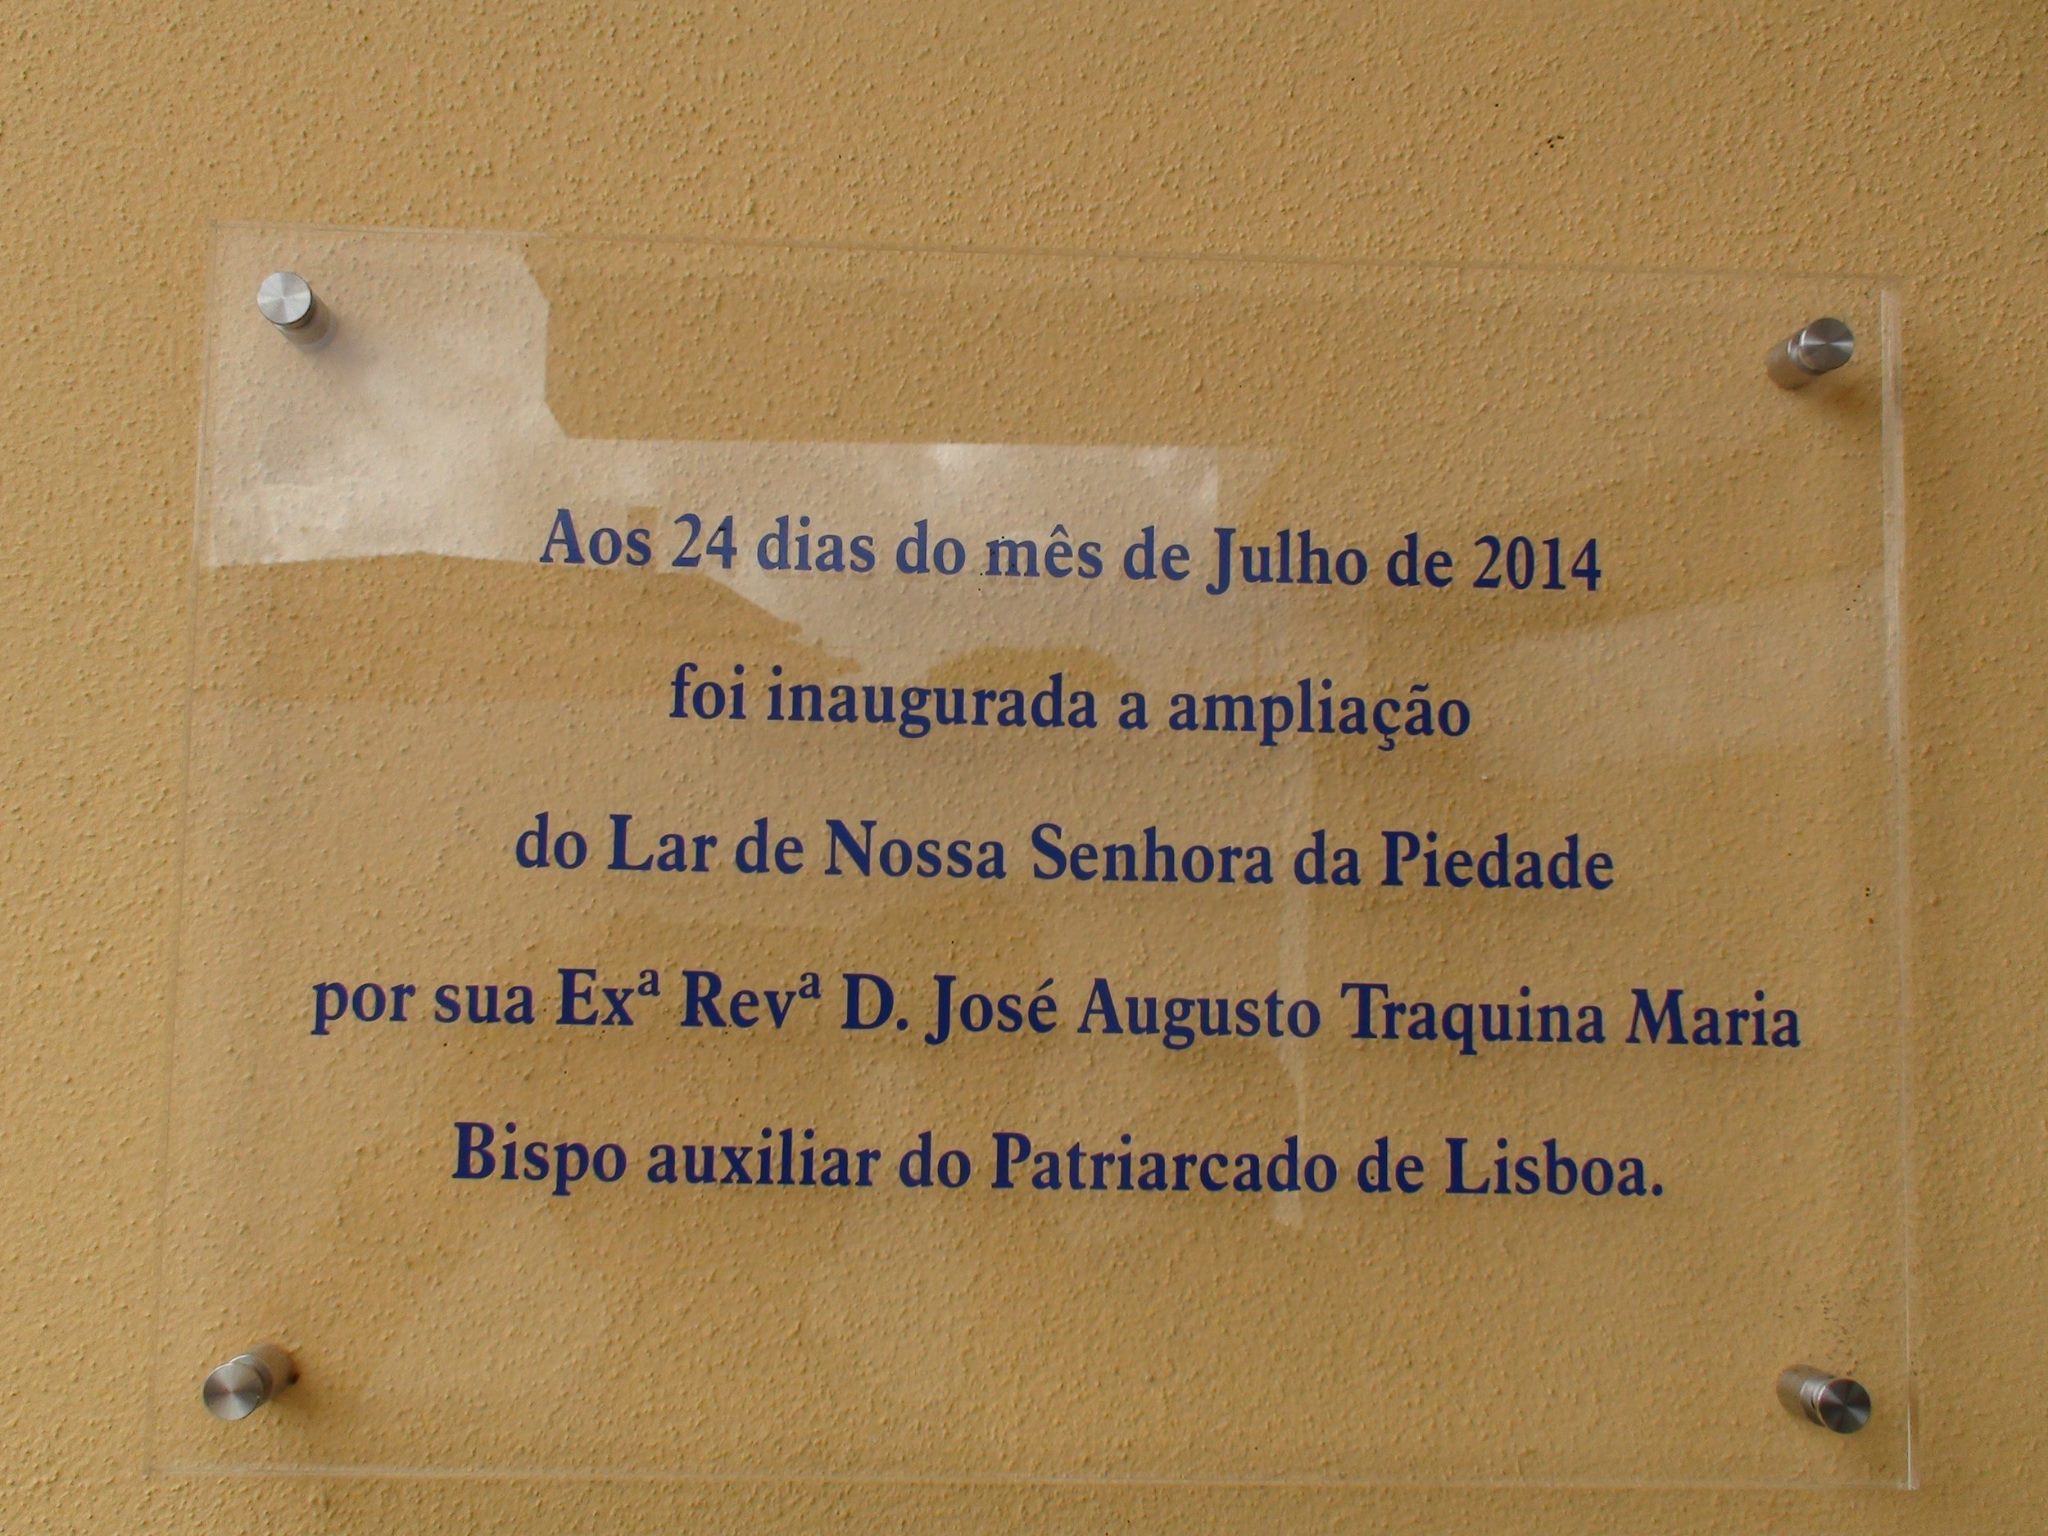 Aos 24 dias do mês de Julho de 2014
foi inaugurada a ampliação
do Lar de Nossa Senhora da Piedade
por sua Exª Revª D. José Augusto Traquina Maria
Bispo auxiliar do Patriarcado de Lisboa.